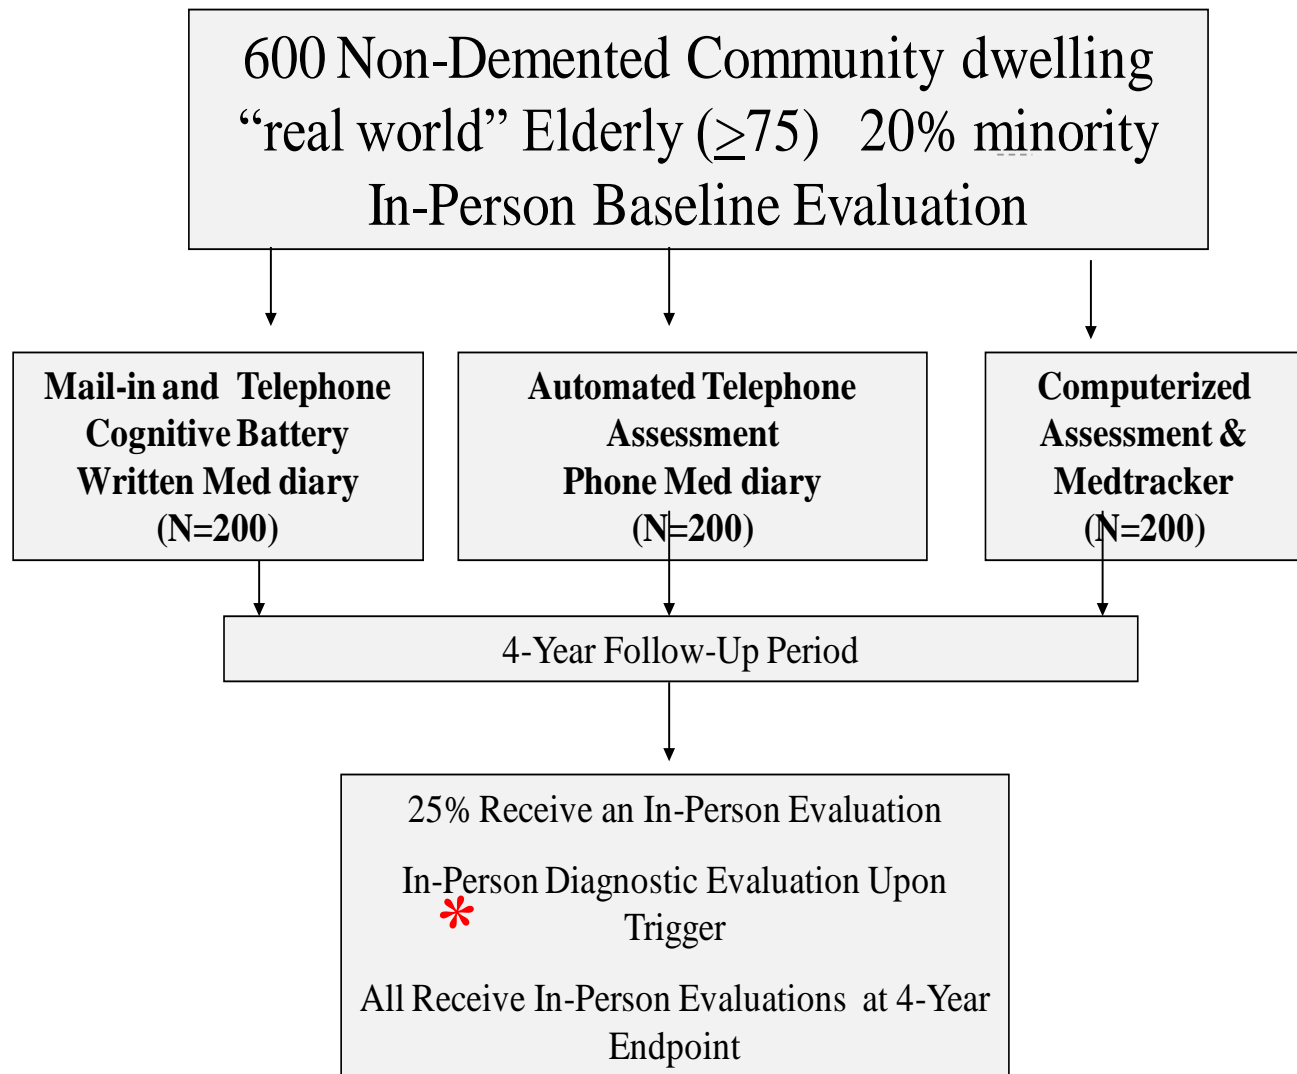 600 Non-Demented Community dwelling
“real world” Elderly (≥75) 20% minority
In-Person Baseline Evaluation
Mail-in and Telephone
Cognitive Battery
Written Med diary
(N=200)
Automated Telephone
Assessment
Phone Med diary
(N=200)
Computerized
Assessment &
Medtracker
(N=200)
4-Year Follow-Up Period
25% Receive an In-Person Evaluation
In-Person Diagnostic Evaluation Upon
*
Trigger
All Receive In-Person Evaluations at 4-Year
Endpoint